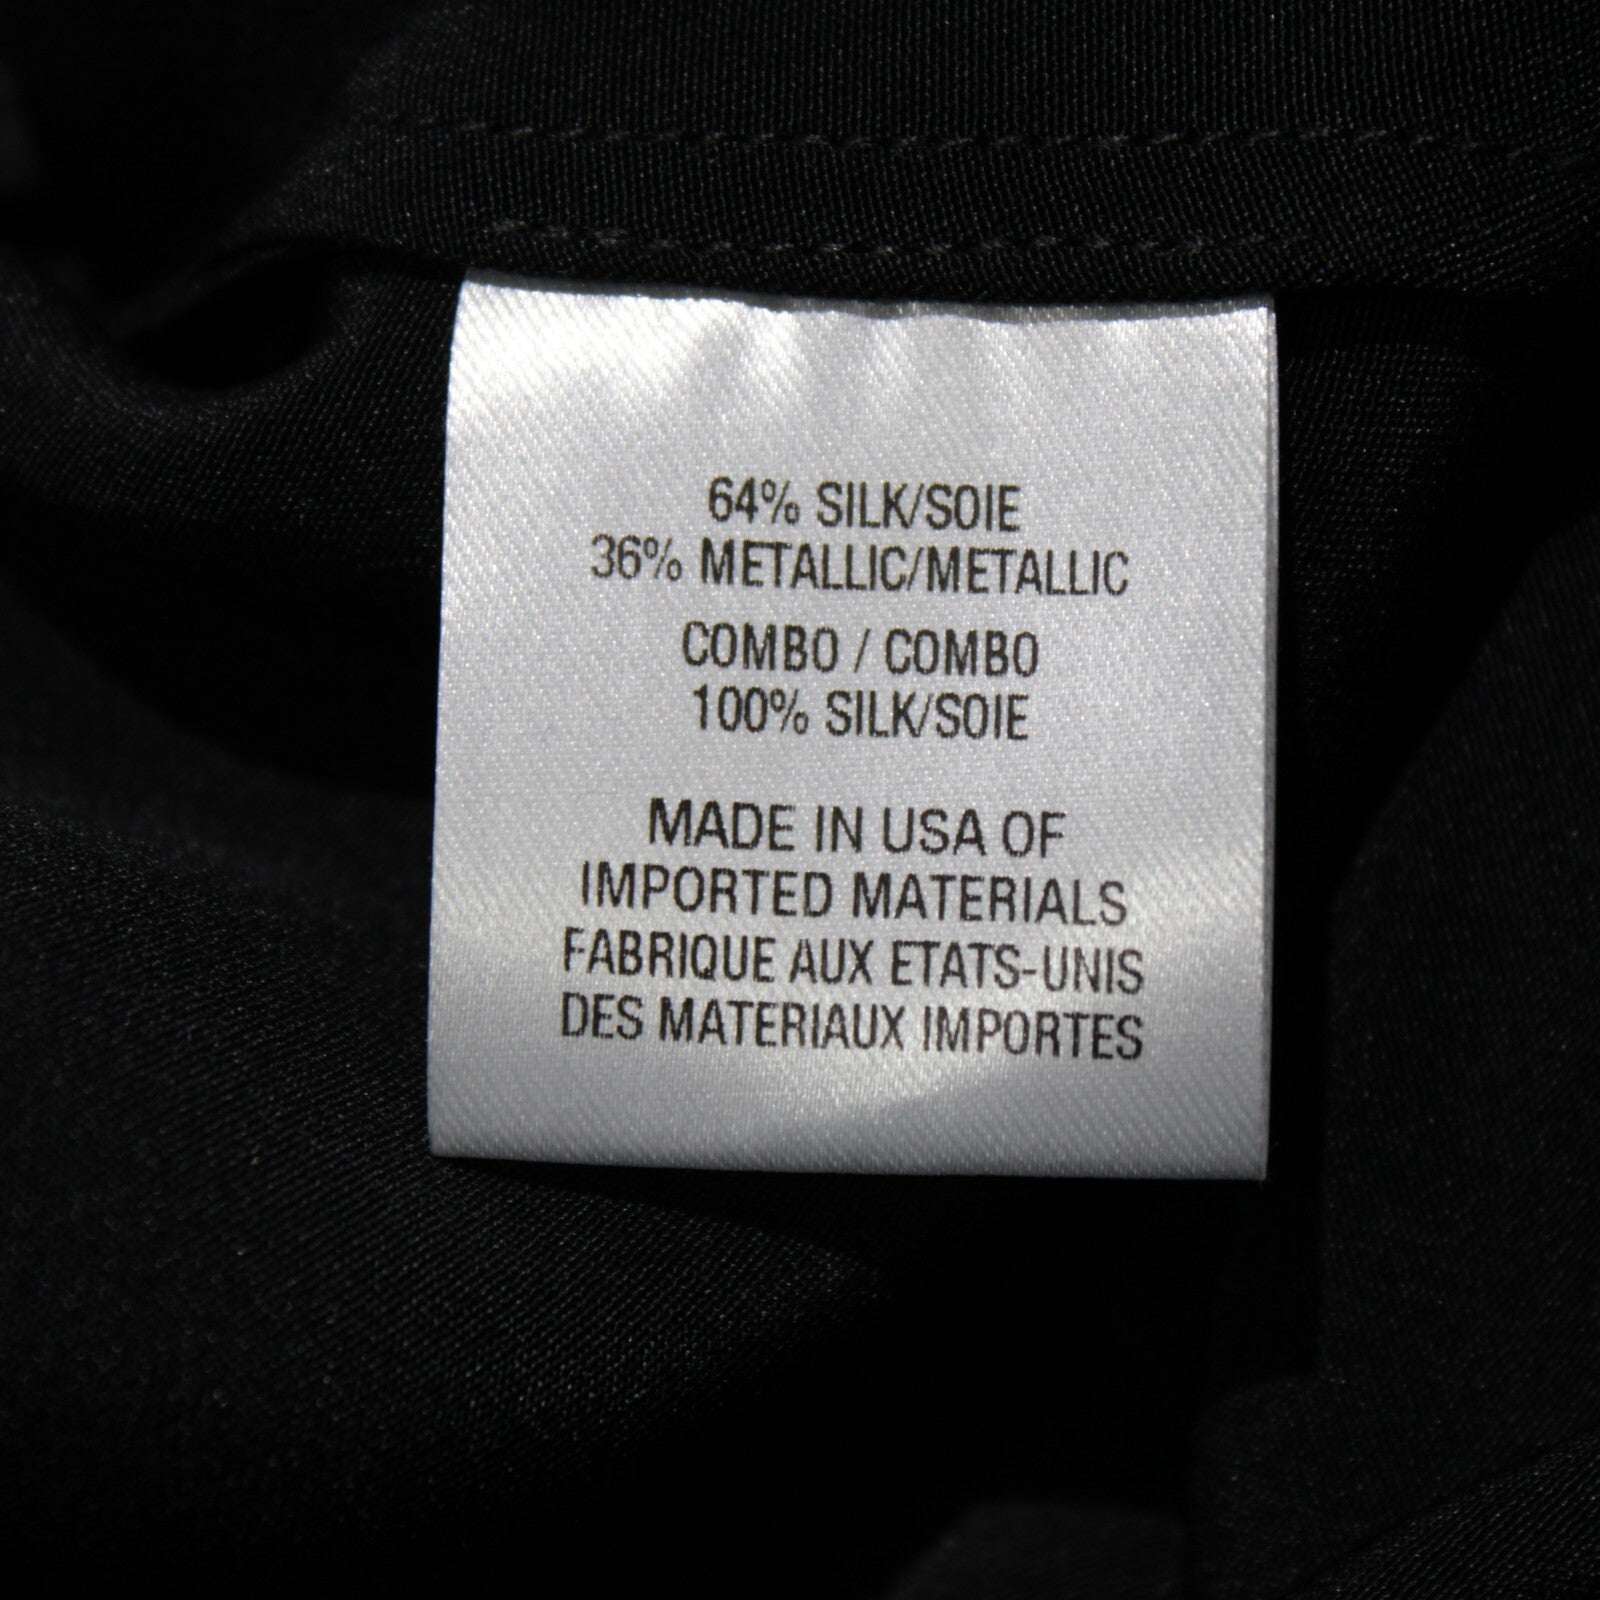 64% SILK/SOIE
36% METALLIC/METALLIC
COMBO / COMBO
100% SILK/SOIE
MADE IN USA OF
IMPORTED MATERIALS
FABRIQUE AUX ETATS-UNIS
DES MATERIAUX IMPORTES